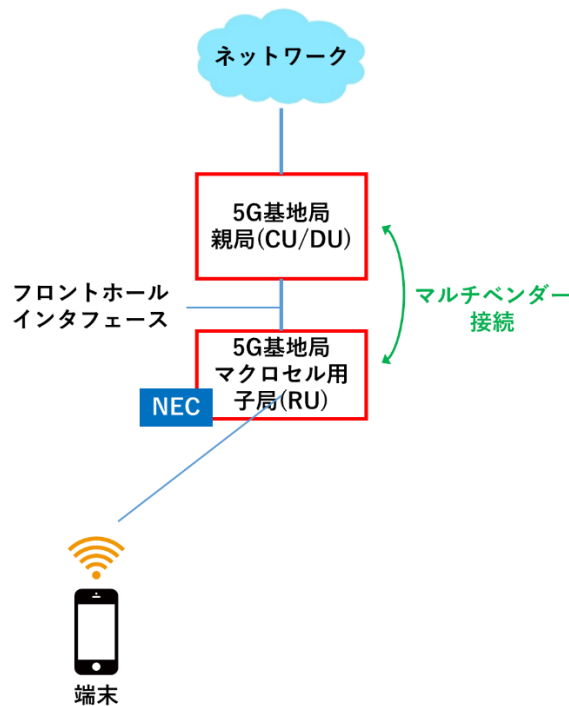 ネットワーク
5G基地局
親局(CU/DU)
フロントホール
インタフェース
マルチベンダー
接続
5G基地局
マクロセル用
子局(RU)
NEC
端末